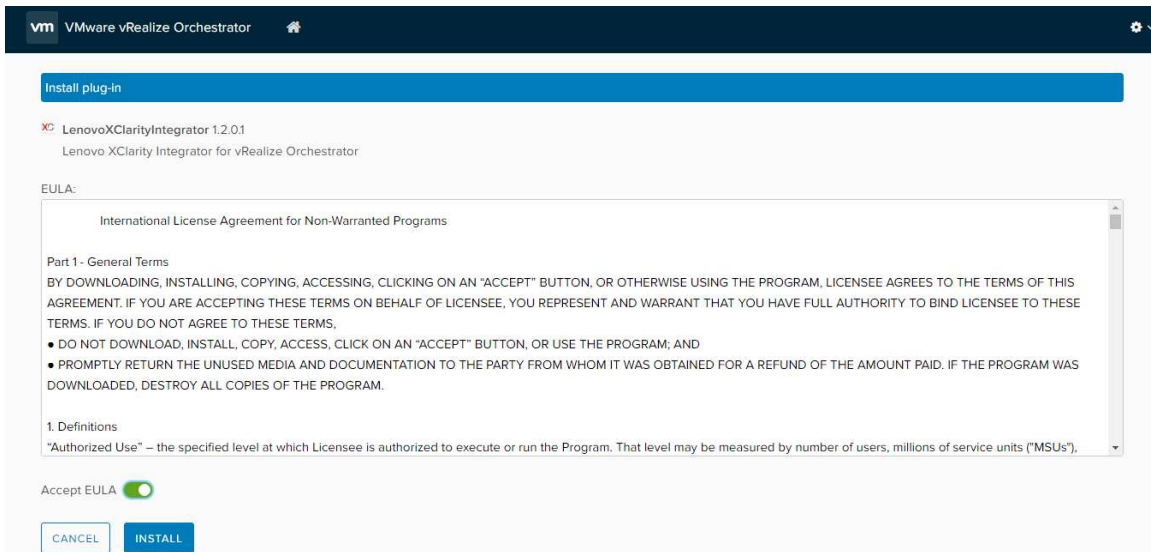 vm VMware vRealize Orchestrator
Install plug-in
XC LenovoXClarityIntegrator 1.2.0.1
Lenovo XClarity Integrator for vRealize Orchestrator
EULA:
International License Agreement for Non-Warranted Programs
Part 1 - General Terms
BY DOWNLOADING, INSTALLING, COPYING, ACCESSING, CLICKING ON AN “ACCEPT” BUTTON, OR OTHERWISE USING THE PROGRAM, LICENSEE AGREES TO THE TERMS OF THIS
AGREEMENT. IF YOU ARE ACCEPTING THESE TERMS ON BEHALF OF LICENSEE, YOU REPRESENT AND WARRANT THAT YOU HAVE FULL AUTHORITY TO BIND LICENSEE TO THESE
TERMS. IF YOU DO NOT AGREE TO THESE TERMS,
● DO NOT DOWNLOAD, INSTALL, COPY, ACCESS, CLICK ON AN “ACCEPT” BUTTON, OR USE THE PROGRAM; AND
● PROMPTLY RETURN THE UNUSED MEDIA AND DOCUMENTATION TO THE PARTY FROM WHOM IT WAS OBTAINED FOR A REFUND OF THE AMOUNT PAID. IF THE PROGRAM WAS
DOWNLOADED, DESTROY ALL COPIES OF THE PROGRAM.
1. Definitions
“Authorized Use” – the specified level at which Licensee is authorized to execute or run the Program. That level may be measured by number of users, millions of service units ("MSUs"),
Accept EULA
CANCEL INSTALL